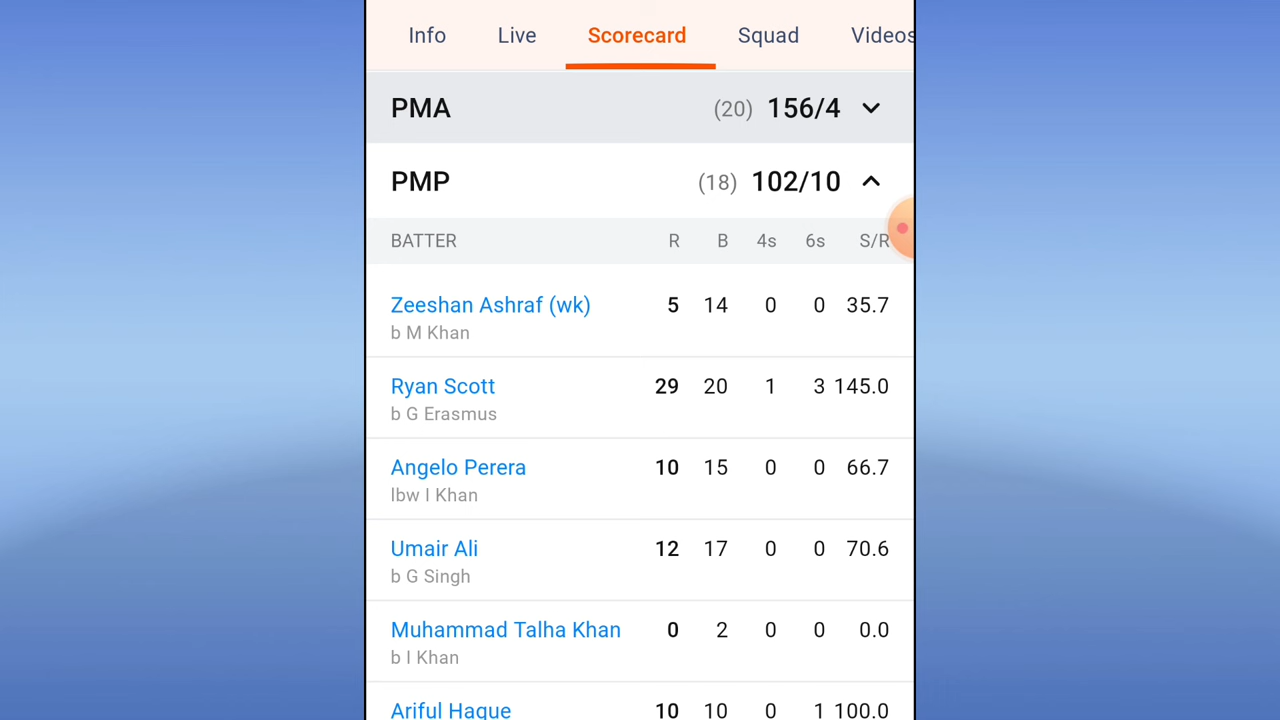 Info Live Scorecard Squad Videos
PMA (20) 156/4
PMP (18) 102/10
BATTER R B 4s 6s S/R
Zeeshan Ashraf (wk) 5 14 0 0 35.7
b M Khan
Ryan Scott 29 20 1 3 145.0
b G Erasmus
Angelo Perera 10 15 0 0 66.7
lbw I Khan
Umair Ali 12 17 0 0 70.6
b G Singh
Muhammad Talha Khan 0 2 0 0 0.0
b I Khan
Ariful Haque 10 10 0 1 100.0